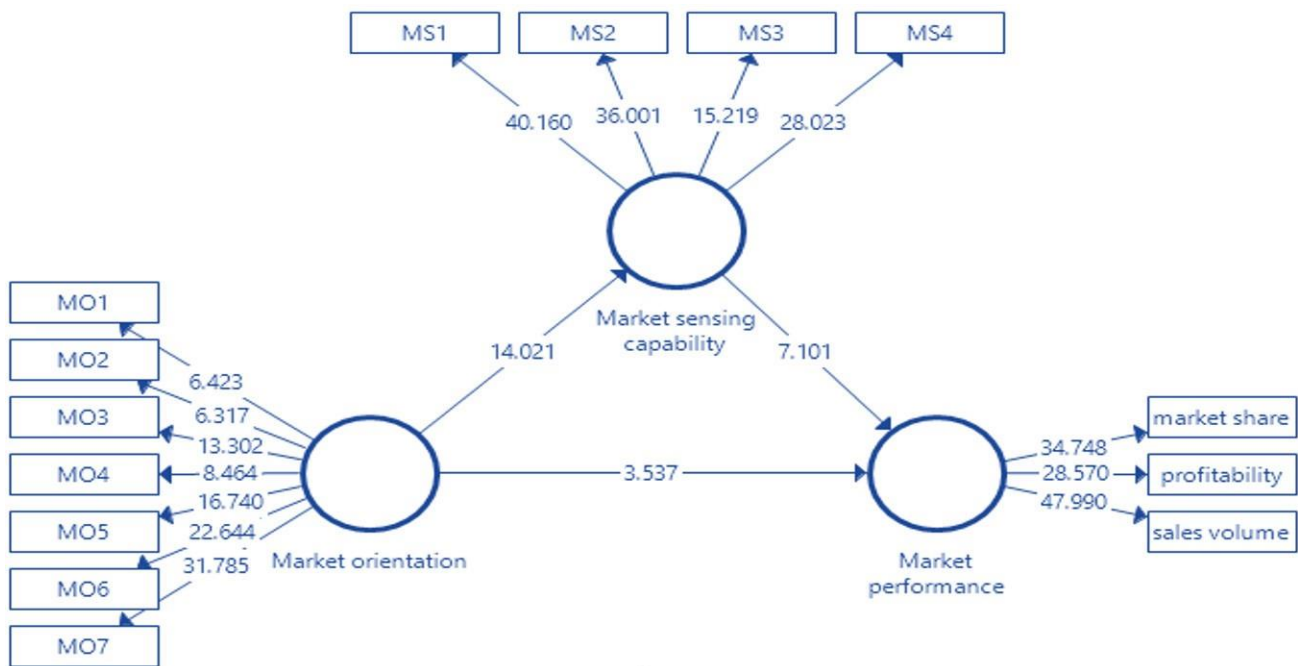 MS1
MS2
MS3
MS4
40.160
36.001
15.219
28.023
Market sensing
capability
14.021
7.101
MO1
MO2
MO3
MO4
MO5
MO6
MO7
6.423
6.317
13.302
8.464
16.740
22.644
31.785
Market orientation
3.537
Market
performance
34.748
28.570
47.990
market share
profitability
sales volume